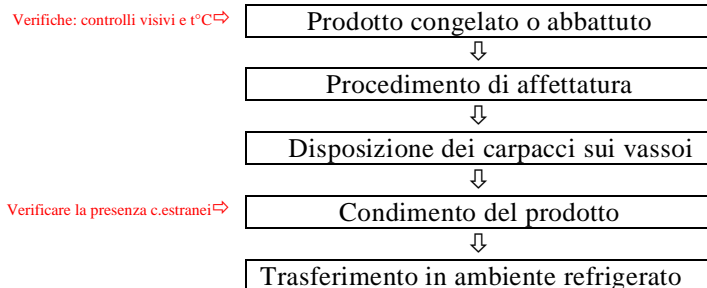 Verifiche: controlli visivi e t°C⇨ Prodotto congelato o abbattuto
⇩
Procedimento di affettatura
⇩
Disposizione dei carpacci sui vassoi
⇩
Verificare la presenza c.estranei⇨ Condimento del prodotto
⇩
Trasferimento in ambiente refrigerato